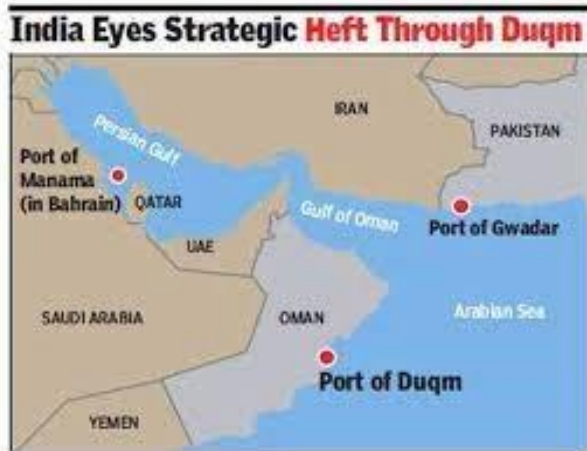 India Eyes Strategic Heft Through Duqm
IRAN
PAKISTAN
Persian Gulf
Port of
Manama
(in Bahrain)
QATAR
Gulf of Oman
Port of Gwadar
UAE
Arabian Sea
SAUDI ARABIA
OMAN
Port of Duqm
YEMEN